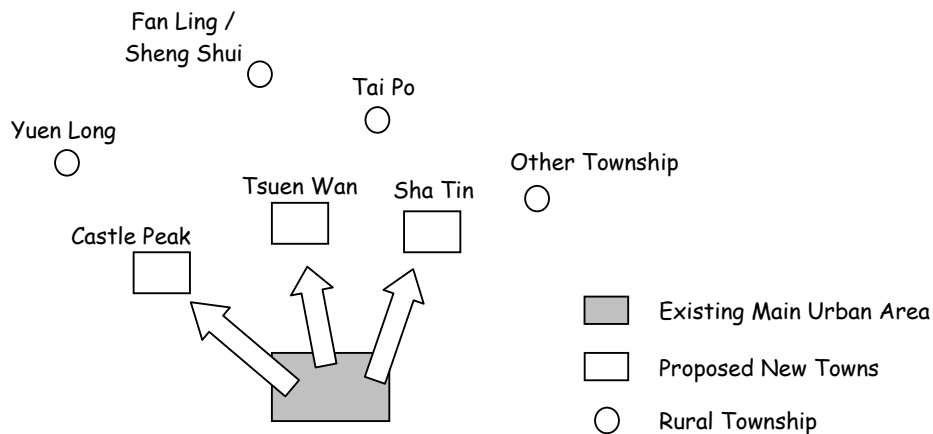 Fan Ling /
Sheng Shui
Tai Po
Yuen Long
Other Township
Tsuen Wan
Sha Tin
Castle Peak
Existing Main Urban Area
Proposed New Towns
Rural Township